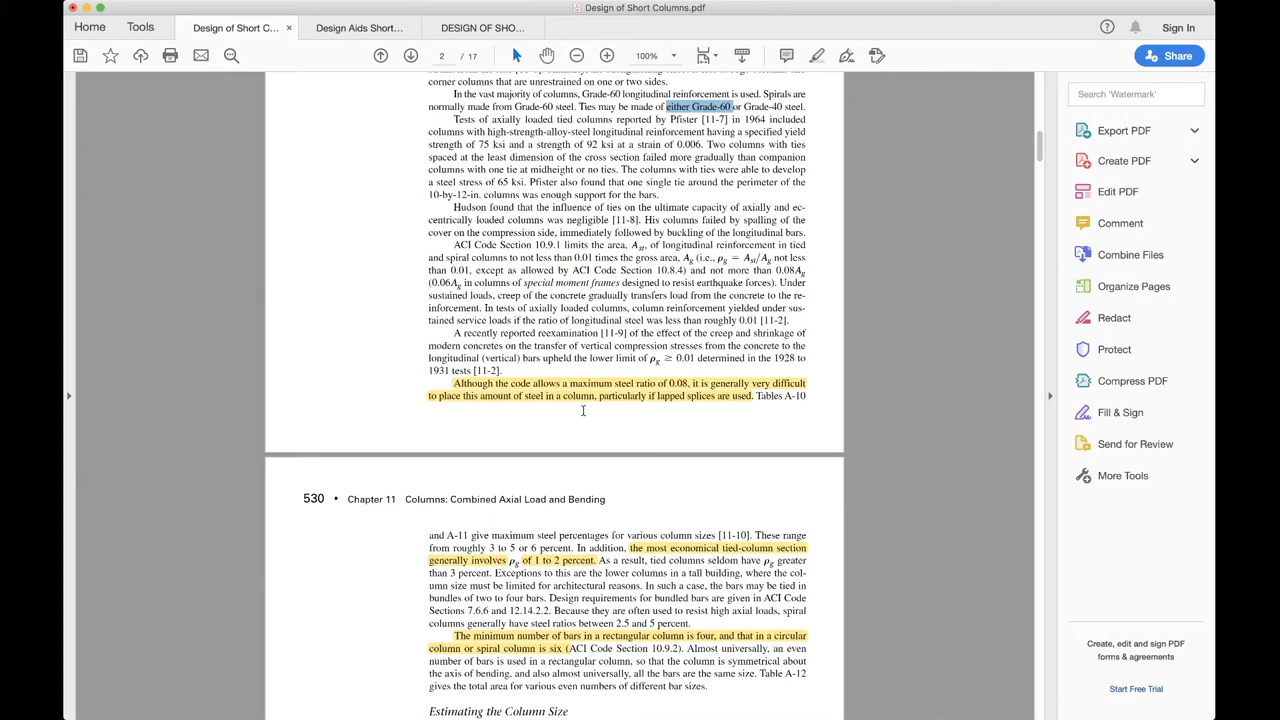 Design of Short Columns.pdf
Home
Tools
Design of Short C...
Design Aids Short...
DESIGN OF SHO...
Sign In
2 / 17
100%
Share
corner columns that are unrestrained on one or two sides.
In the vast majority of columns, Grade-60 longitudinal reinforcement is used. Spirals are
normally made from Grade-60 steel. Ties may be made of either Grade-60 or Grade-40 steel.
Tests of axially loaded tied columns reported by Pfister [11-7] in 1964 included
columns with high-strength-alloy-steel longitudinal reinforcement having a specified yield
strength of 75 ksi and a strength of 92 ksi at a strain of 0.006. Two columns with ties
spaced at the least dimension of the cross section failed more gradually than companion
columns with one tie at midheight or no ties. The columns with ties were able to develop
a steel stress of 65 ksi. Pfister also found that one single tie around the perimeter of the
10-by-12-in. columns was enough support for the bars.
Hudson found that the influence of ties on the ultimate capacity of axially and ec-
centrically loaded columns was negligible [11-8]. His columns failed by spalling of the
cover on the compression side, immediately followed by buckling of the longitudinal bars.
ACI Code Section 10.9.1 limits the area, Ast, of longitudinal reinforcement in tied
and spiral columns to not less than 0.01 times the gross area, Ag (i.e., ρg = Ast/Ag not less
than 0.01, except as allowed by ACI Code Section 10.8.4) and not more than 0.08Ag
(0.06Ag in columns of special moment frames designed to resist earthquake forces). Under
sustained loads, creep of the concrete gradually transfers load from the concrete to the re-
inforcement. In tests of axially loaded columns, column reinforcement yielded under sus-
tained service loads if the ratio of longitudinal steel was less than roughly 0.01 [11-2].
A recently reported reexamination [11-9] of the effect of the creep and shrinkage of
modern concretes on the transfer of vertical compression stresses from the concrete to the
longitudinal (vertical) bars upheld the lower limit of ρg ≥ 0.01 determined in the 1928 to
1931 tests [11-2].
Although the code allows a maximum steel ratio of 0.08, it is generally very difficult
to place this amount of steel in a column, particularly if lapped splices are used. Tables A-10
530 • Chapter 11 Columns: Combined Axial Load and Bending
and A-11 give maximum steel percentages for various column sizes [11-10]. These range
from roughly 3 to 5 or 6 percent. In addition, the most economical tied-column section
generally involves ρg of 1 to 2 percent. As a result, tied columns seldom have ρg greater
than 3 percent. Exceptions to this are the lower columns in a tall building, where the col-
umn size must be limited for architectural reasons. In such a case, the bars may be tied in
bundles of two to four bars. Design requirements for bundled bars are given in ACI Code
Sections 7.6.6 and 12.14.2.2. Because they are often used to resist high axial loads, spiral
columns generally have steel ratios between 2.5 and 5 percent.
The minimum number of bars in a rectangular column is four, and that in a circular
column or spiral column is six (ACI Code Section 10.9.2). Almost universally, an even
number of bars is used in a rectangular column, so that the column is symmetrical about
the axis of bending, and also almost universally, all the bars are the same size. Table A-12
gives the total area for various even numbers of different bar sizes.
Estimating the Column Size
Search 'Watermark'
Export PDF
Create PDF
Edit PDF
Comment
Combine Files
Organize Pages
Redact
Protect
Compress PDF
Fill & Sign
Send for Review
More Tools
Create, edit and sign PDF
forms & agreements
Start Free Trial